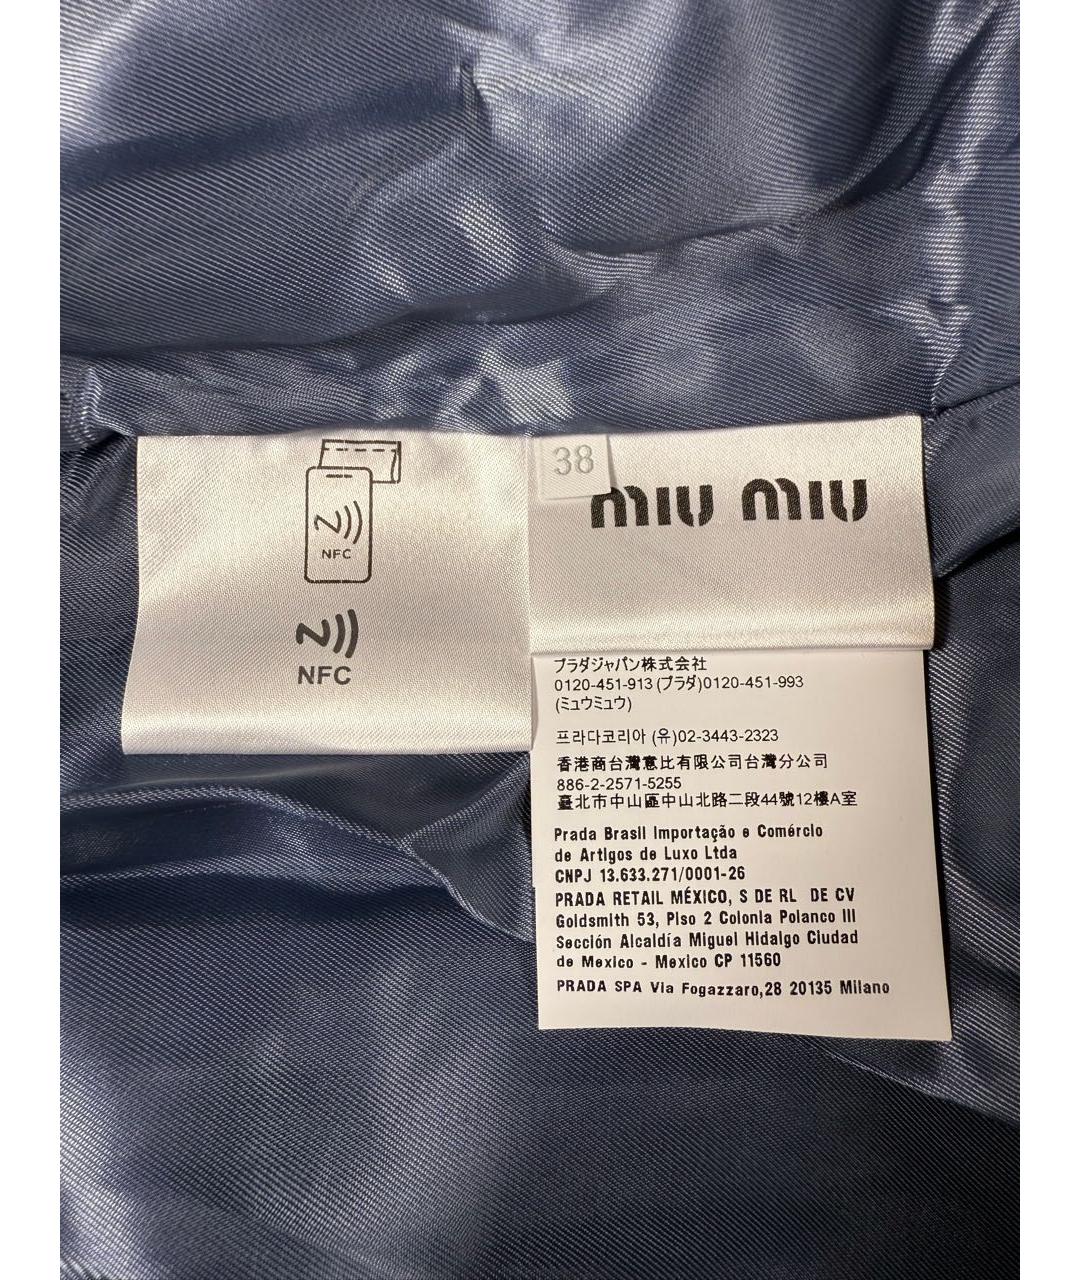 NFC
NFC
38
miu miu
プラダジャパン株式会社
0120-451-913 (プラダ)0120-451-993
(ミュウミュウ)
프라다코리아 (유)02-3443-2323
香港商台灣意比有限公司台灣分公司
886-2-2571-5255
臺北市中山區中山北路二段44號12樓A室
Prada Brasil Importação e Comércio
de Artigos de Luxo Ltda
CNPJ 13.633.271/0001-26
PRADA RETAIL MÉXICO, S DE RL DE CV
Goldsmith 53, Piso 2 Colonia Polanco III
Sección Alcaldía Miguel Hidalgo Ciudad
de Mexico - Mexico CP 11560
PRADA SPA Via Fogazzaro,28 20135 Milano